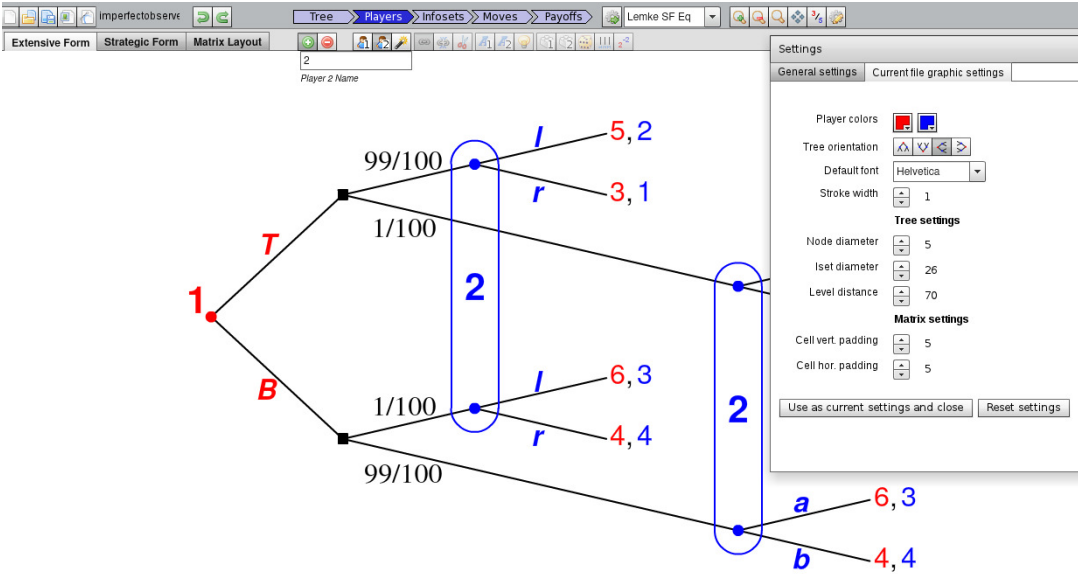 imperfectobserve Tree Players Infosets Moves Payoffs Lemke SF Eq
Extensive Form Strategic Form Matrix Layout
2
Player 2 Name
Settings
General settings Current file graphic settings
Player colors
Tree orientation
Default font Helvetica
Stroke width 1
Tree settings
Node diameter 5
Iset diameter 26
Level distance 70
Matrix settings
Cell vert. padding 5
Cell hor. padding 5
Use as current settings and close Reset settings
l 5,2
99/100
r 3,1
1/100
T
1
2
B
l 6,3
1/100
r 4,4
2
99/100
a 6,3
b 4,4